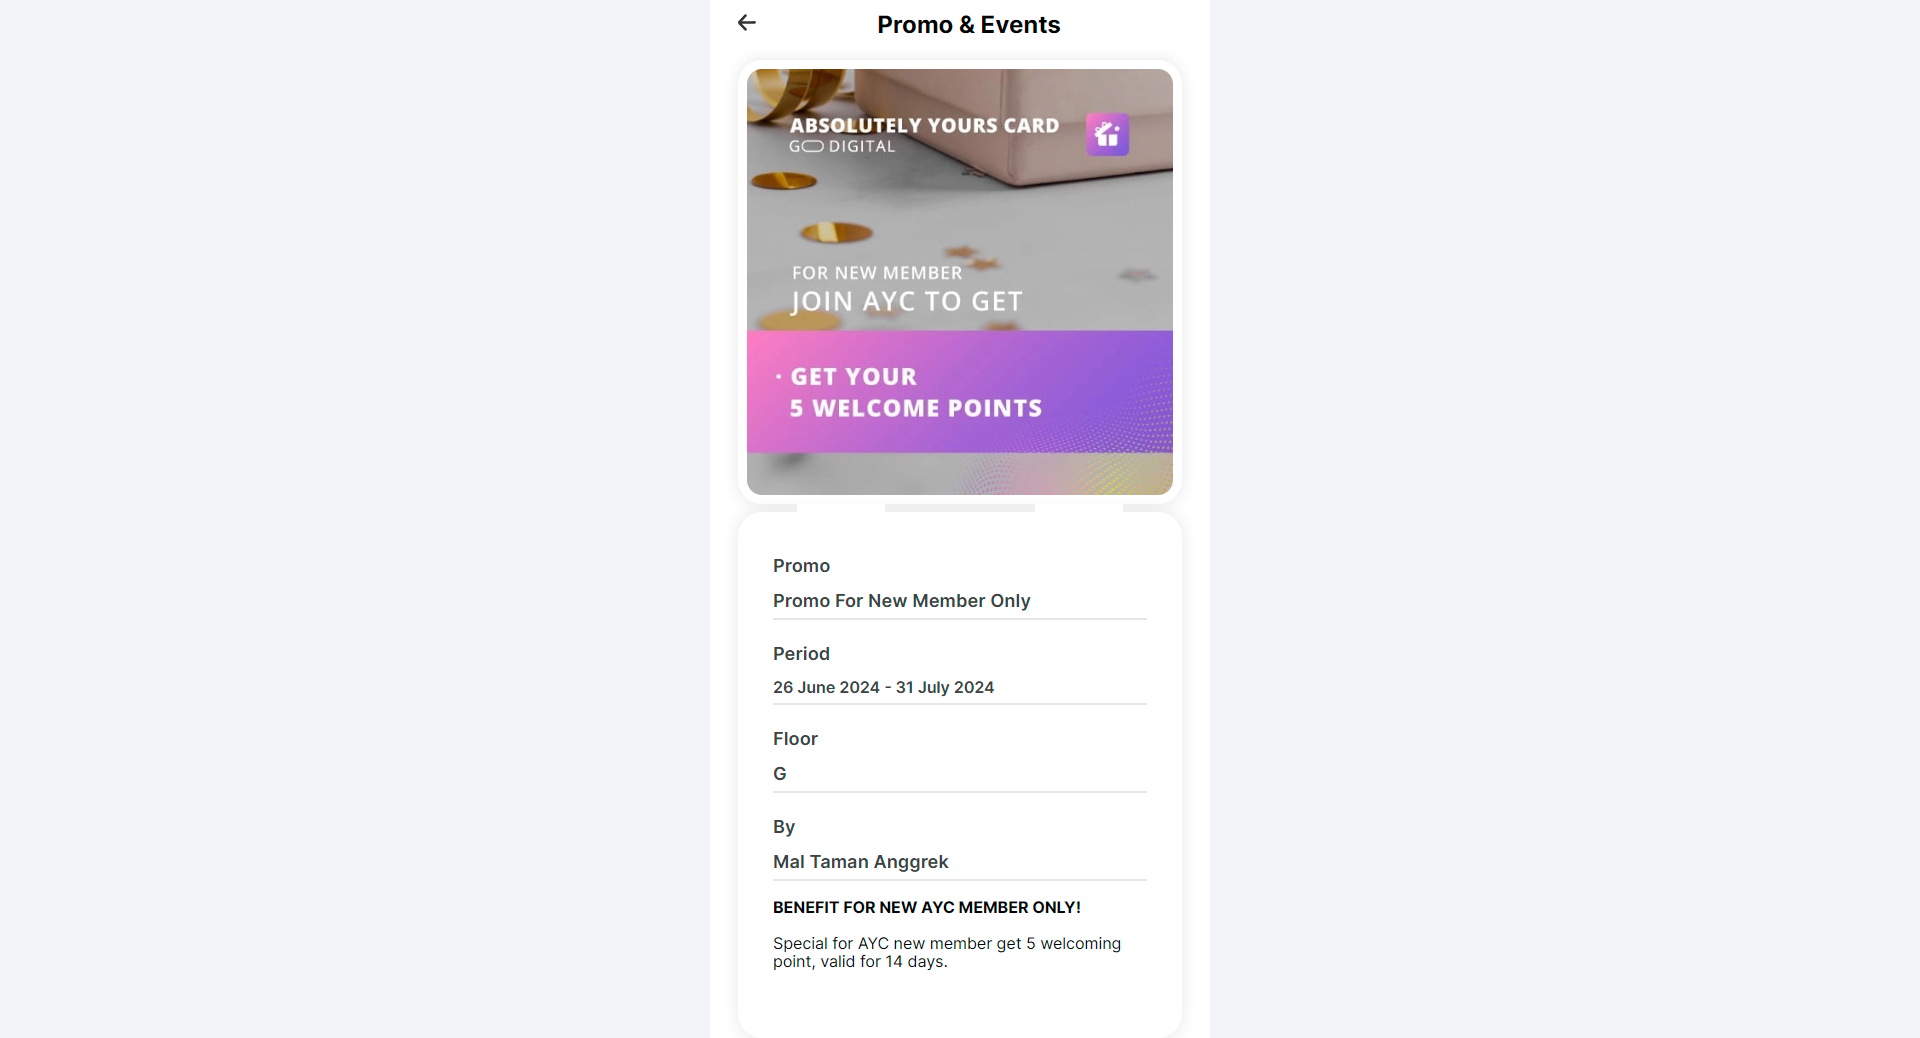 Promo & Events
ABSOLUTELY YOURS CARD
GO DIGITAL
FOR NEW MEMBER
JOIN AYC TO GET
· GET YOUR
5 WELCOME POINTS
Promo
Promo For New Member Only
Period
26 June 2024 - 31 July 2024
Floor
G
By
Mal Taman Anggrek
BENEFIT FOR NEW AYC MEMBER ONLY!
Special for AYC new member get 5 welcoming
point, valid for 14 days.